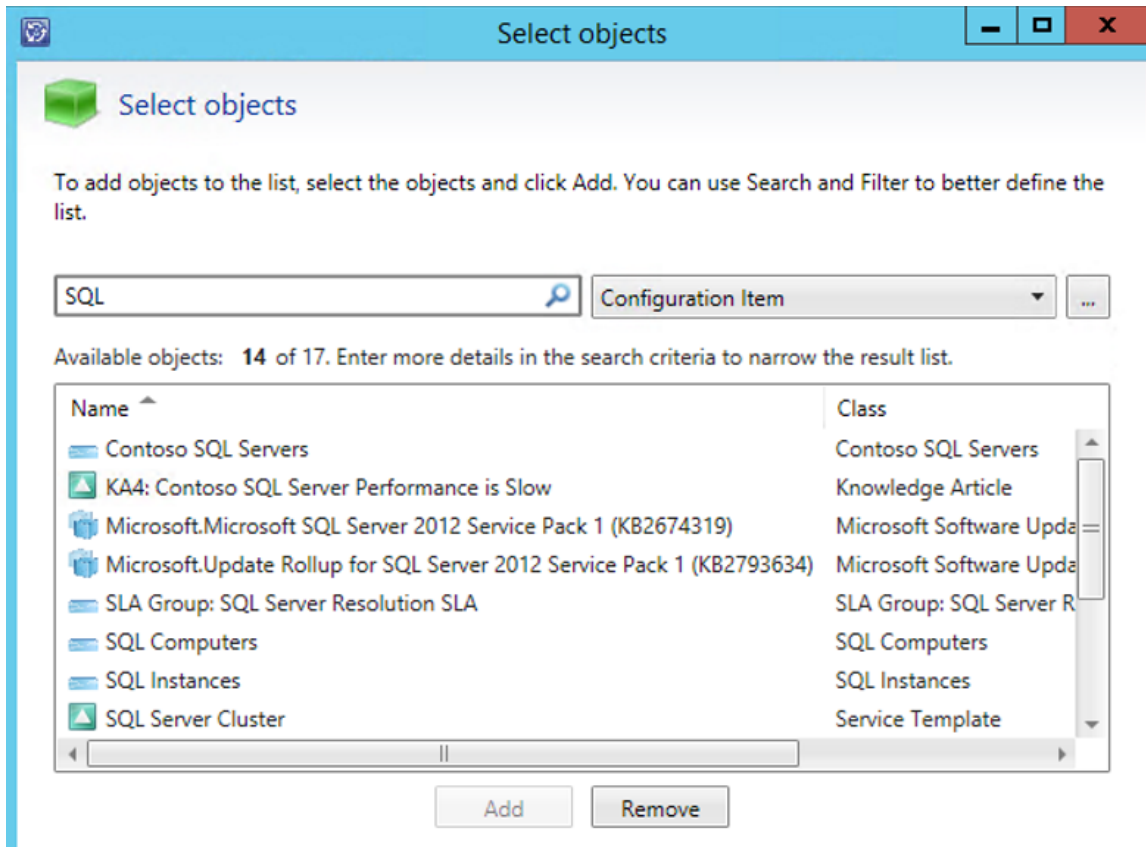 Select objects
Select objects
To add objects to the list, select the objects and click Add. You can use Search and Filter to better define the
list.
SQL Configuration Item ...
Available objects: 14 of 17. Enter more details in the search criteria to narrow the result list.
Name Class
Contoso SQL Servers Contoso SQL Servers
KA4: Contoso SQL Server Performance is Slow Knowledge Article
Microsoft.Microsoft SQL Server 2012 Service Pack 1 (KB2674319) Microsoft Software Upda
Microsoft.Update Rollup for SQL Server 2012 Service Pack 1 (KB2793634) Microsoft Software Upda
SLA Group: SQL Server Resolution SLA SLA Group: SQL Server R
SQL Computers SQL Computers
SQL Instances SQL Instances
SQL Server Cluster Service Template
Add Remove